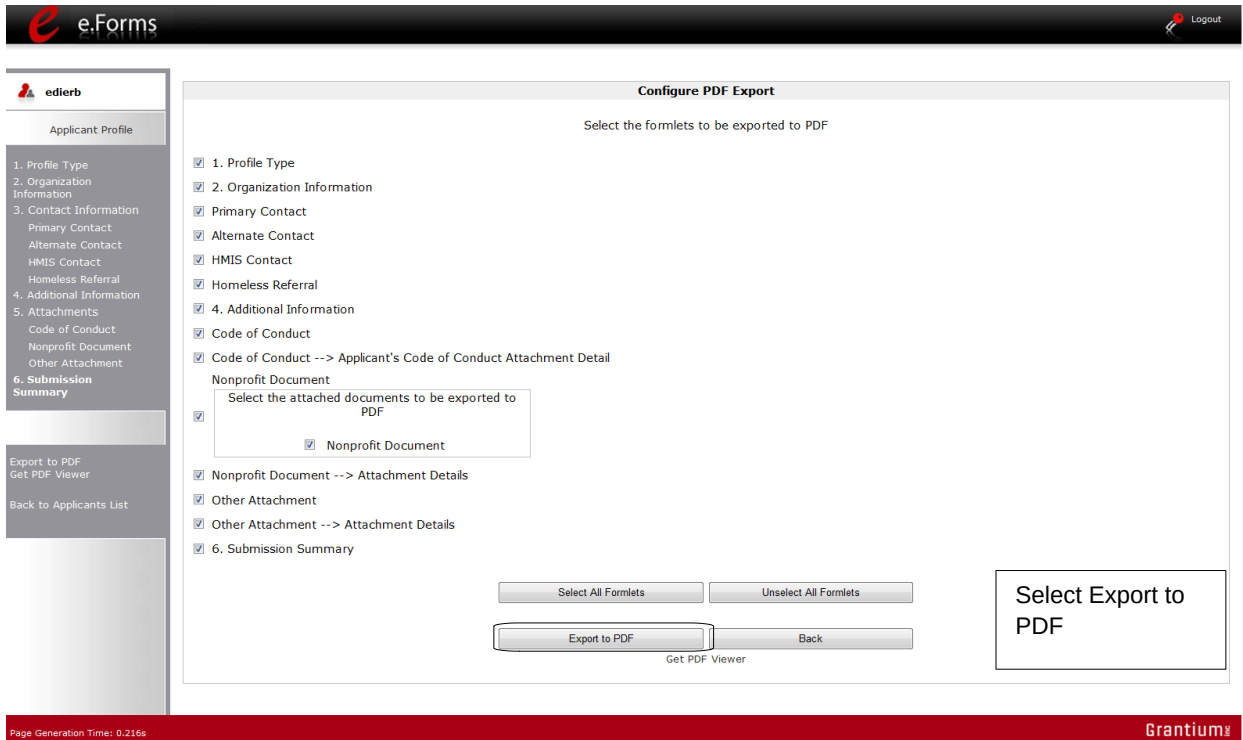 e e.Forms
Logout
edierb
Applicant Profile
1. Profile Type
2. Organization
Information
3. Contact Information
Primary Contact
Alternate Contact
HMIS Contact
Homeless Referral
4. Additional Information
5. Attachments
Code of Conduct
Nonprofit Document
Other Attachment
6. Submission
Summary
Export to PDF
Get PDF Viewer
Back to Applicants List
Configure PDF Export
Select the formlets to be exported to PDF
1. Profile Type
2. Organization Information
Primary Contact
Alternate Contact
HMIS Contact
Homeless Referral
4. Additional Information
Code of Conduct
Code of Conduct --> Applicant's Code of Conduct Attachment Detail
Nonprofit Document
Select the attached documents to be exported to
PDF
Nonprofit Document
Nonprofit Document --> Attachment Details
Other Attachment
Other Attachment --> Attachment Details
6. Submission Summary
Select All Formlets Unselect All Formlets
Export to PDF Back
Get PDF Viewer
Select Export to
PDF
Page Generation Time: 0.216s
Grantium